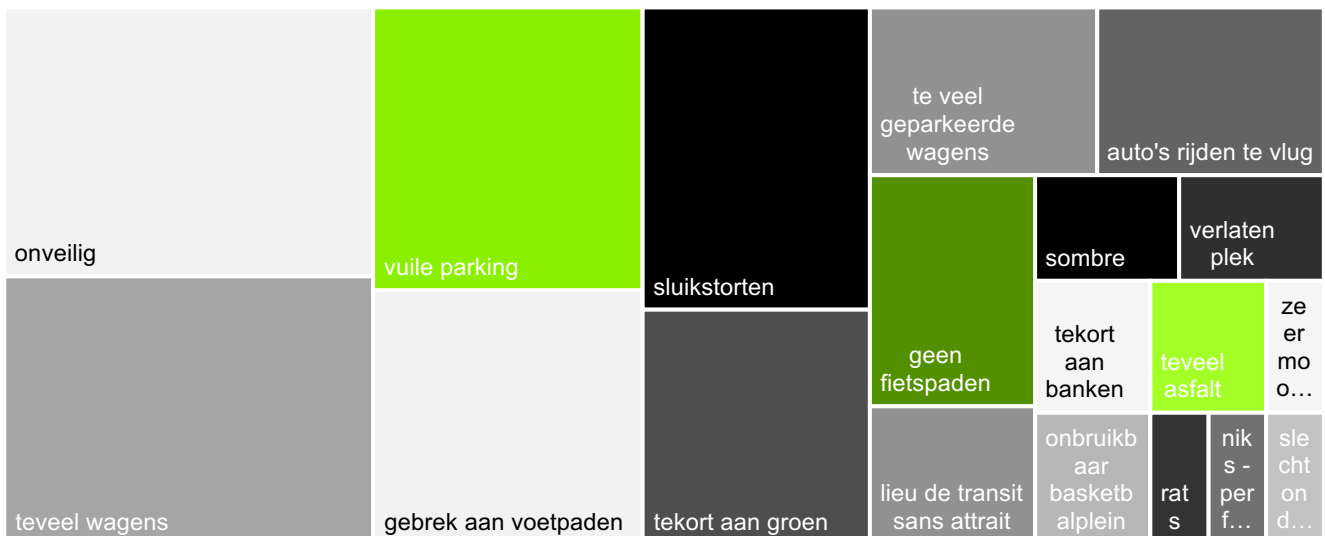 onveilig
teveel wagens
vuile parking
gebrek aan voetpaden
sluikstorten
tekort aan groen
te veel
geparkeerde
wagens
auto's rijden te vlug
geen
fietspaden
lieu de transit
sans attrait
sombre
verlaten
plek
tekort
aan
banken
teveel
asfalt
ze
er
mo
o…
onbruikb
aar
basketb
alplein
rat
s
nik
s -
per
f…
sle
cht
on
d…